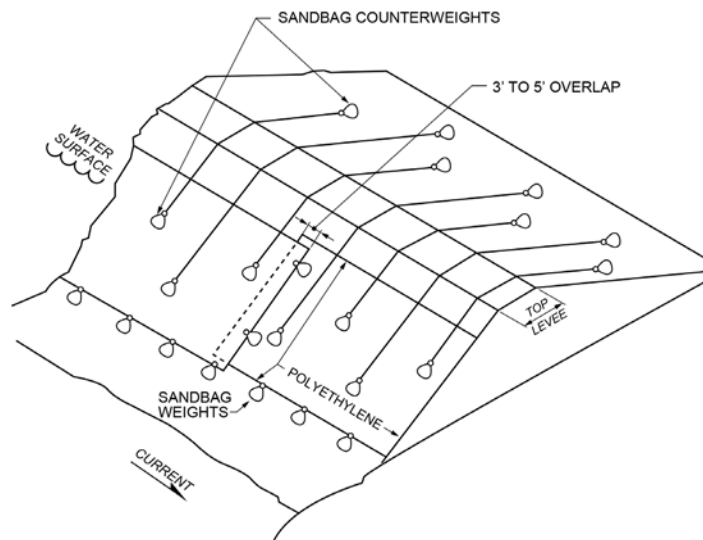 SANDBAG COUNTERWEIGHTS
3' TO 5' OVERLAP
WATER
SURFACE
TOP
LEVEE
POLYETHYLENE
SANDBAG
WEIGHTS
CURRENT